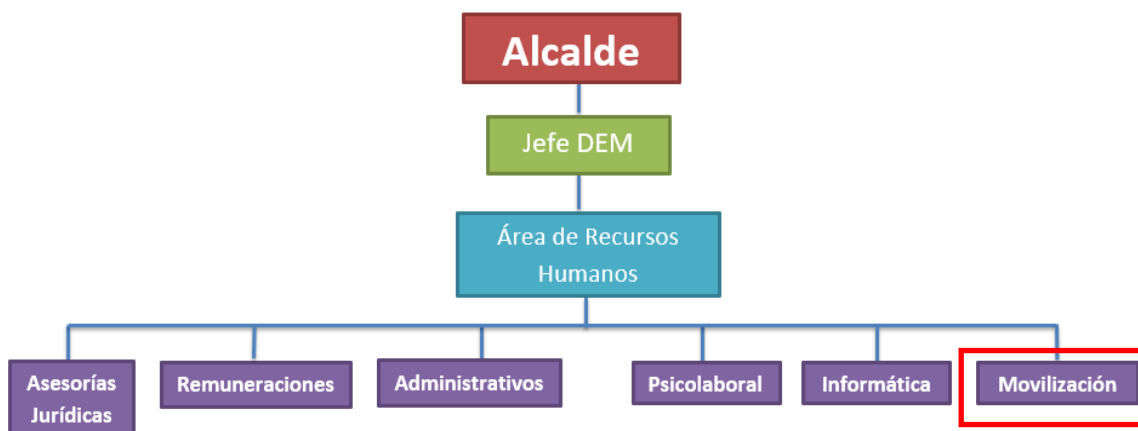 Alcalde
Jefe DEM
Área de Recursos
Humanos
Asesorías
Jurídicas
Remuneraciones
Administrativos
Psicolaboral
Informática
Movilización